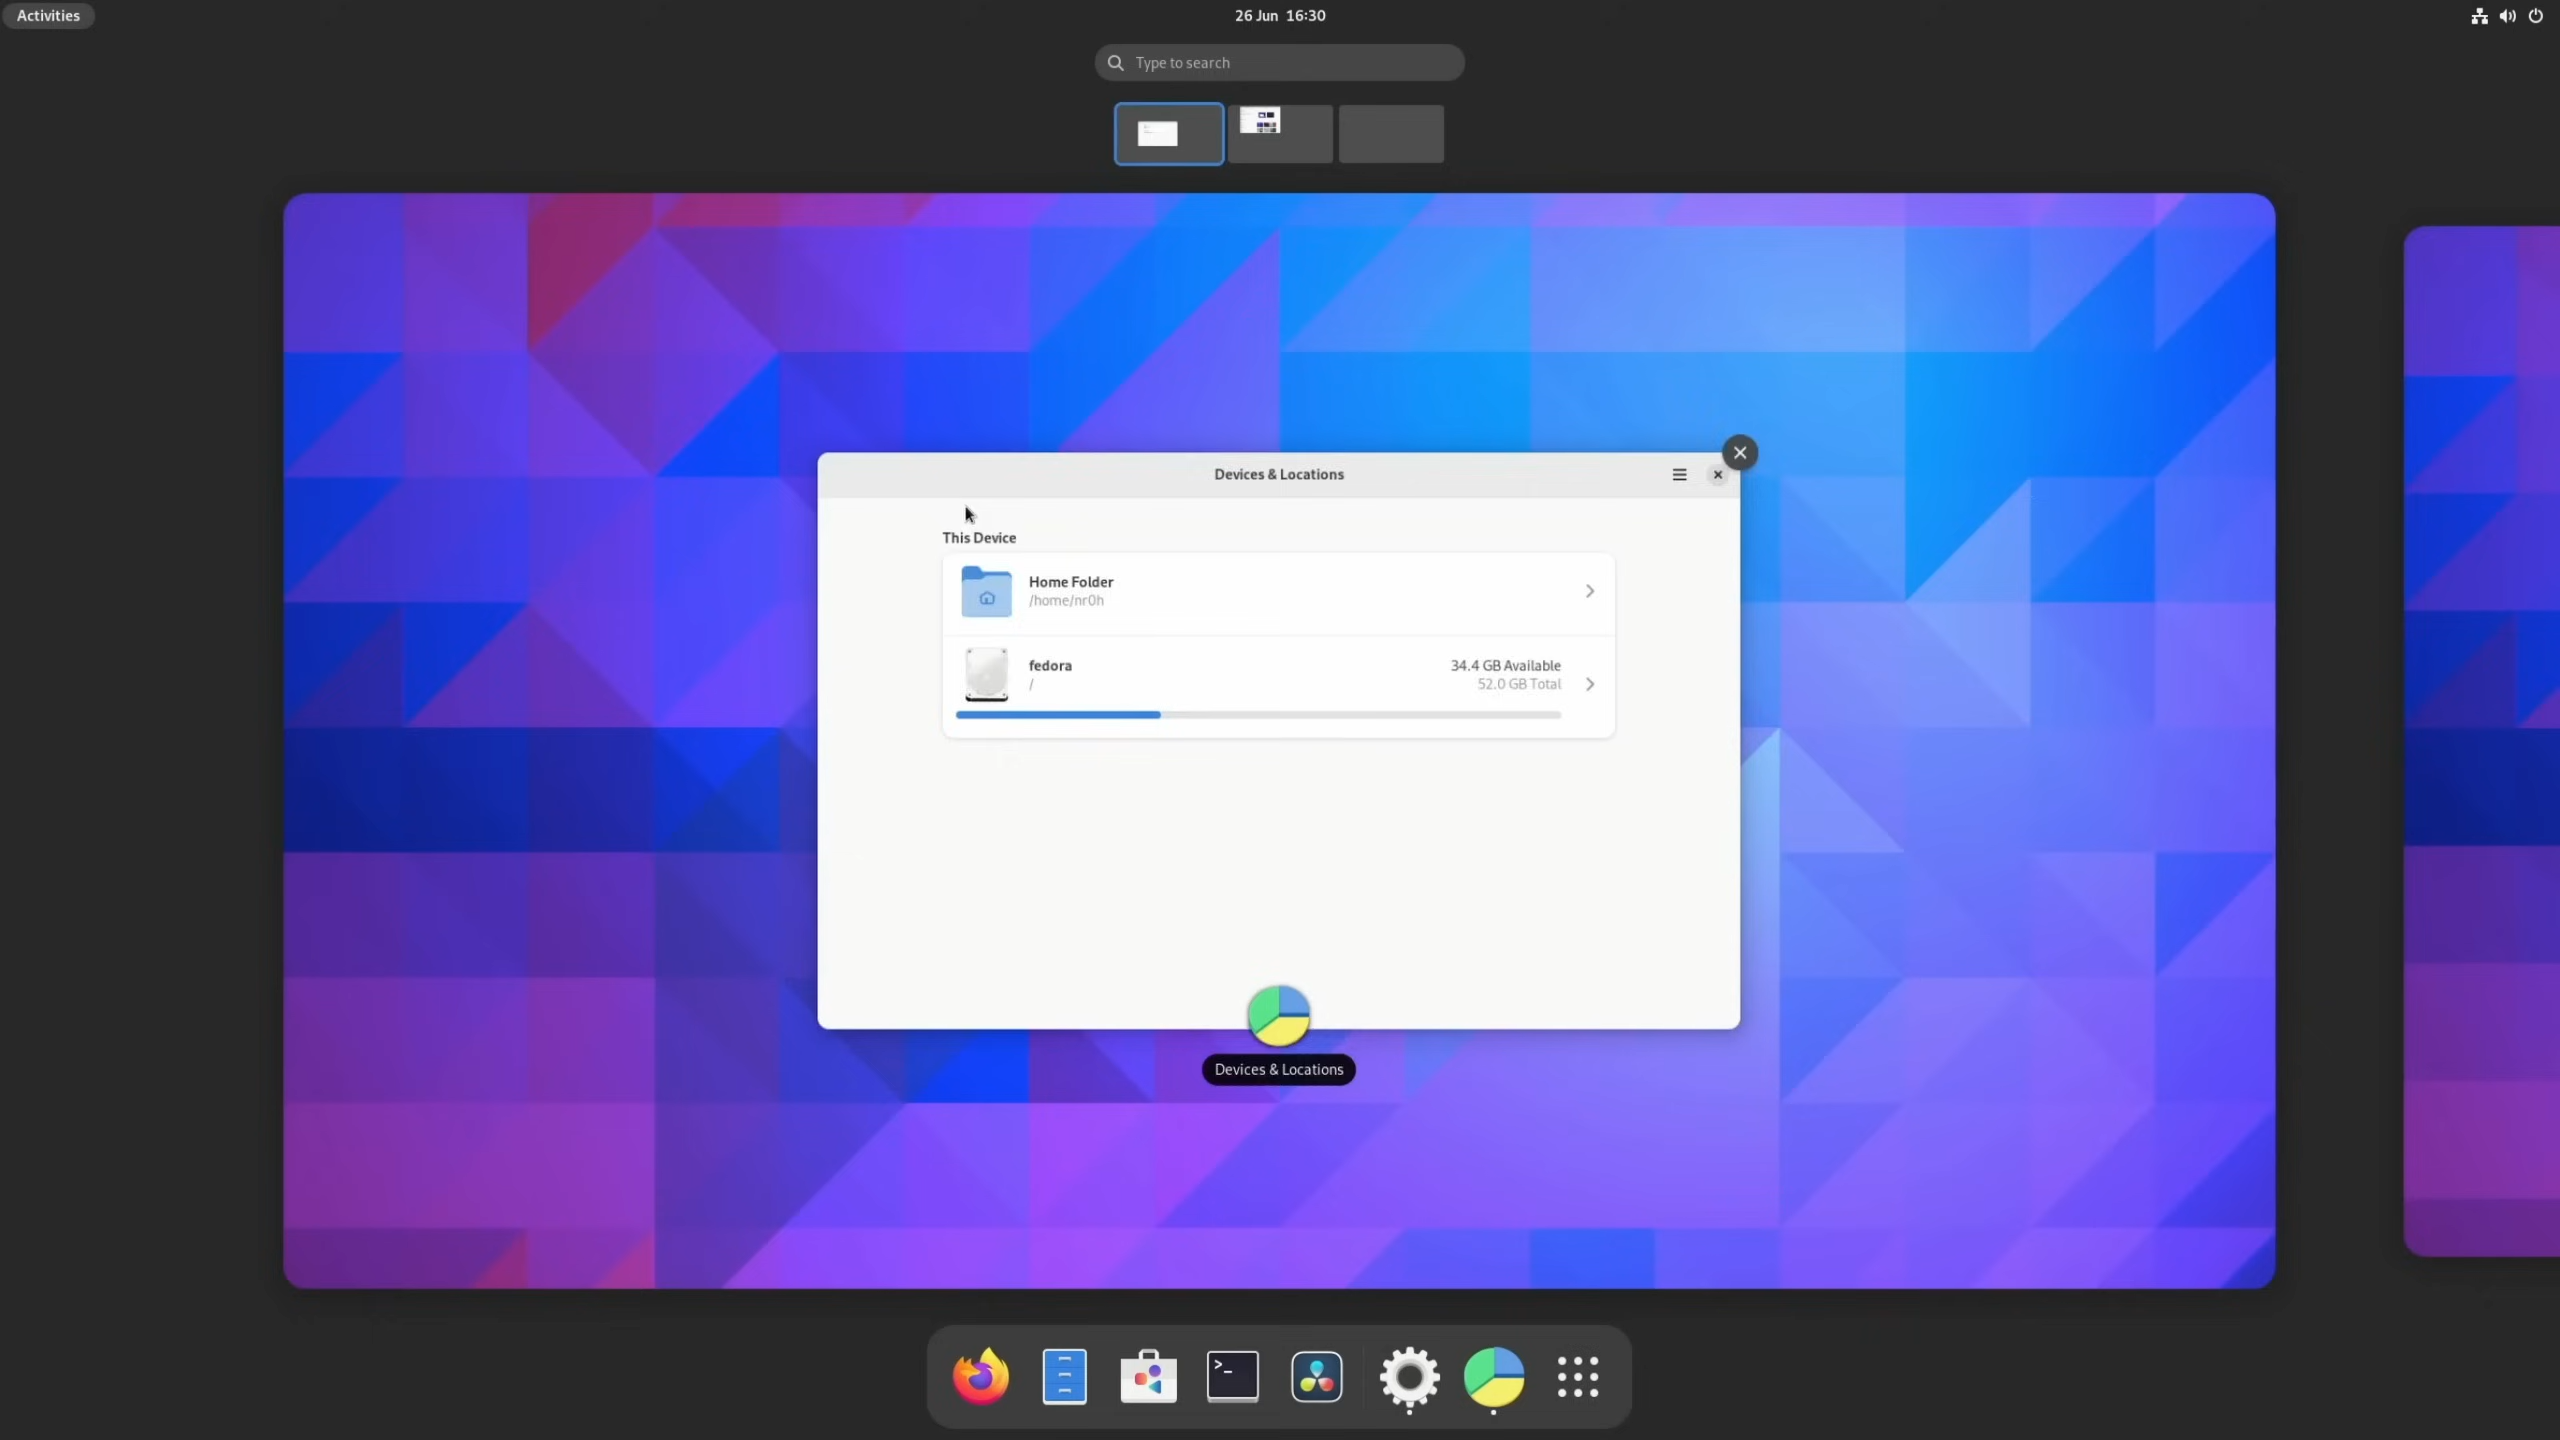 Activities
26 Jun 16:30
Type to search
Devices & Locations
This Device
Home Folder
/home/nr0h
fedora
34.4 GB Available
/
52.0 GB Total
Devices & Locations
>_